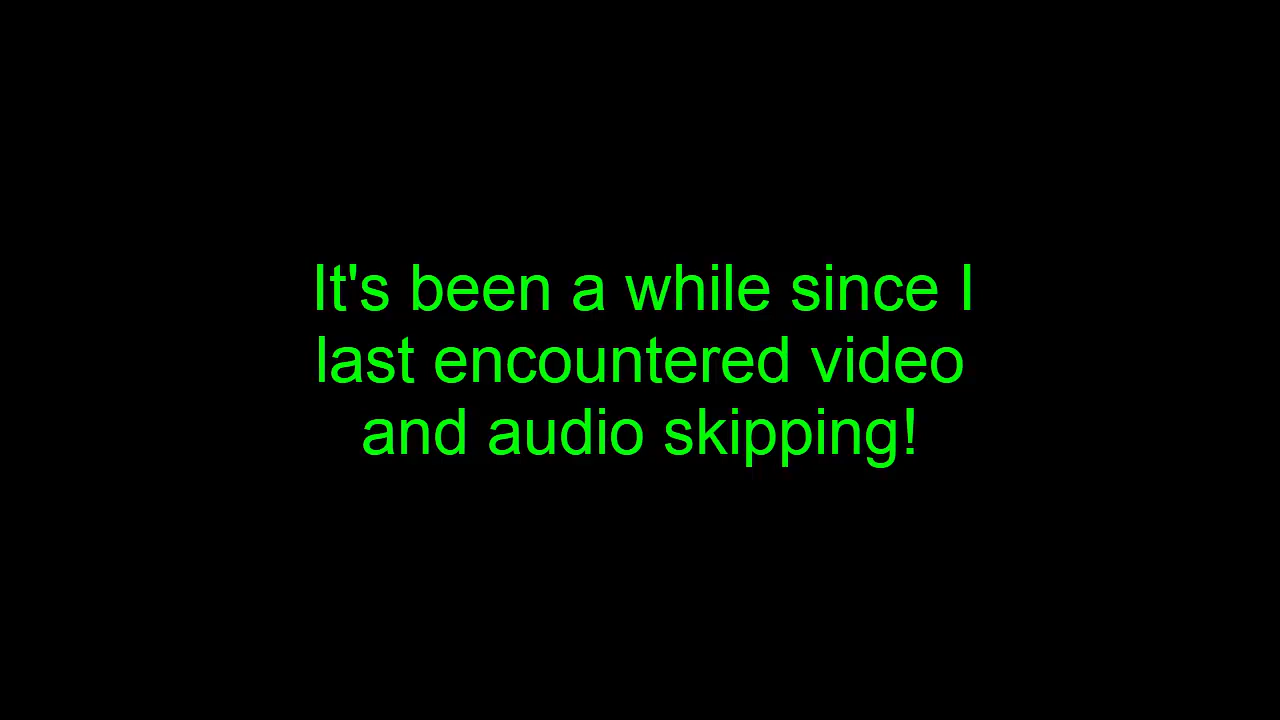 It's been a while since I
last encountered video
and audio skipping!